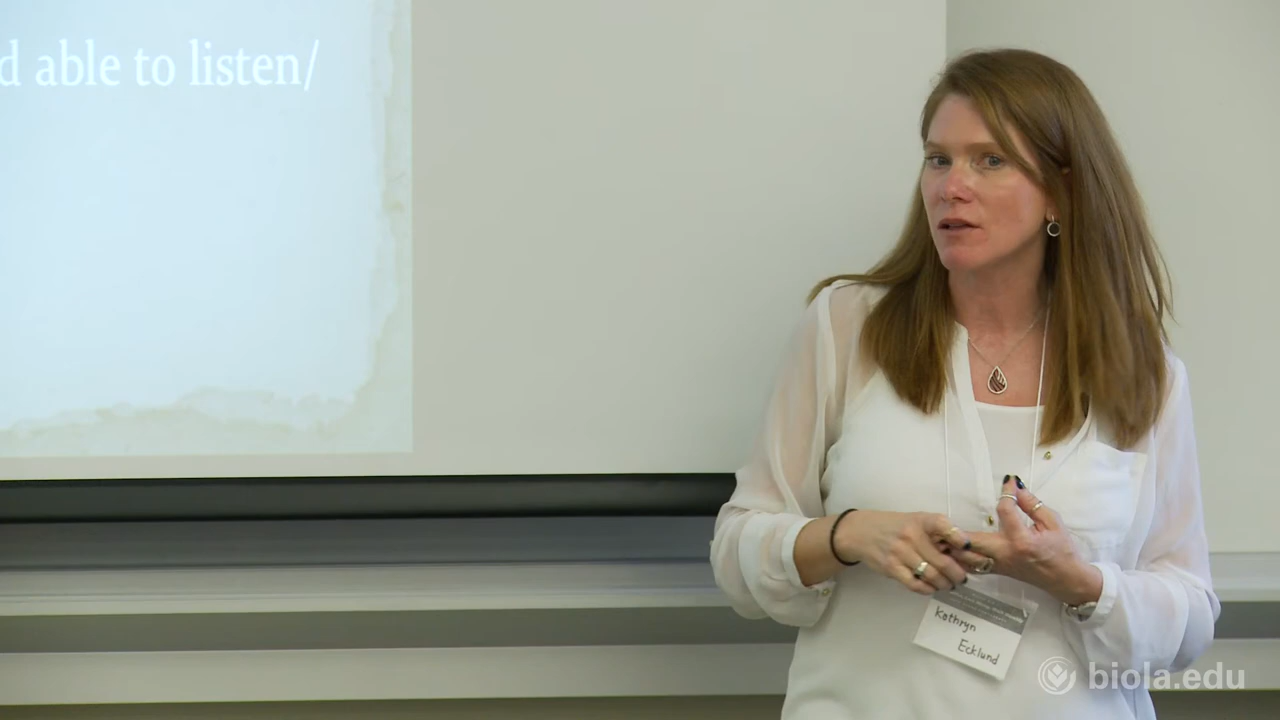 d able to listen/
Kathryn
Ecklund
biola.edu